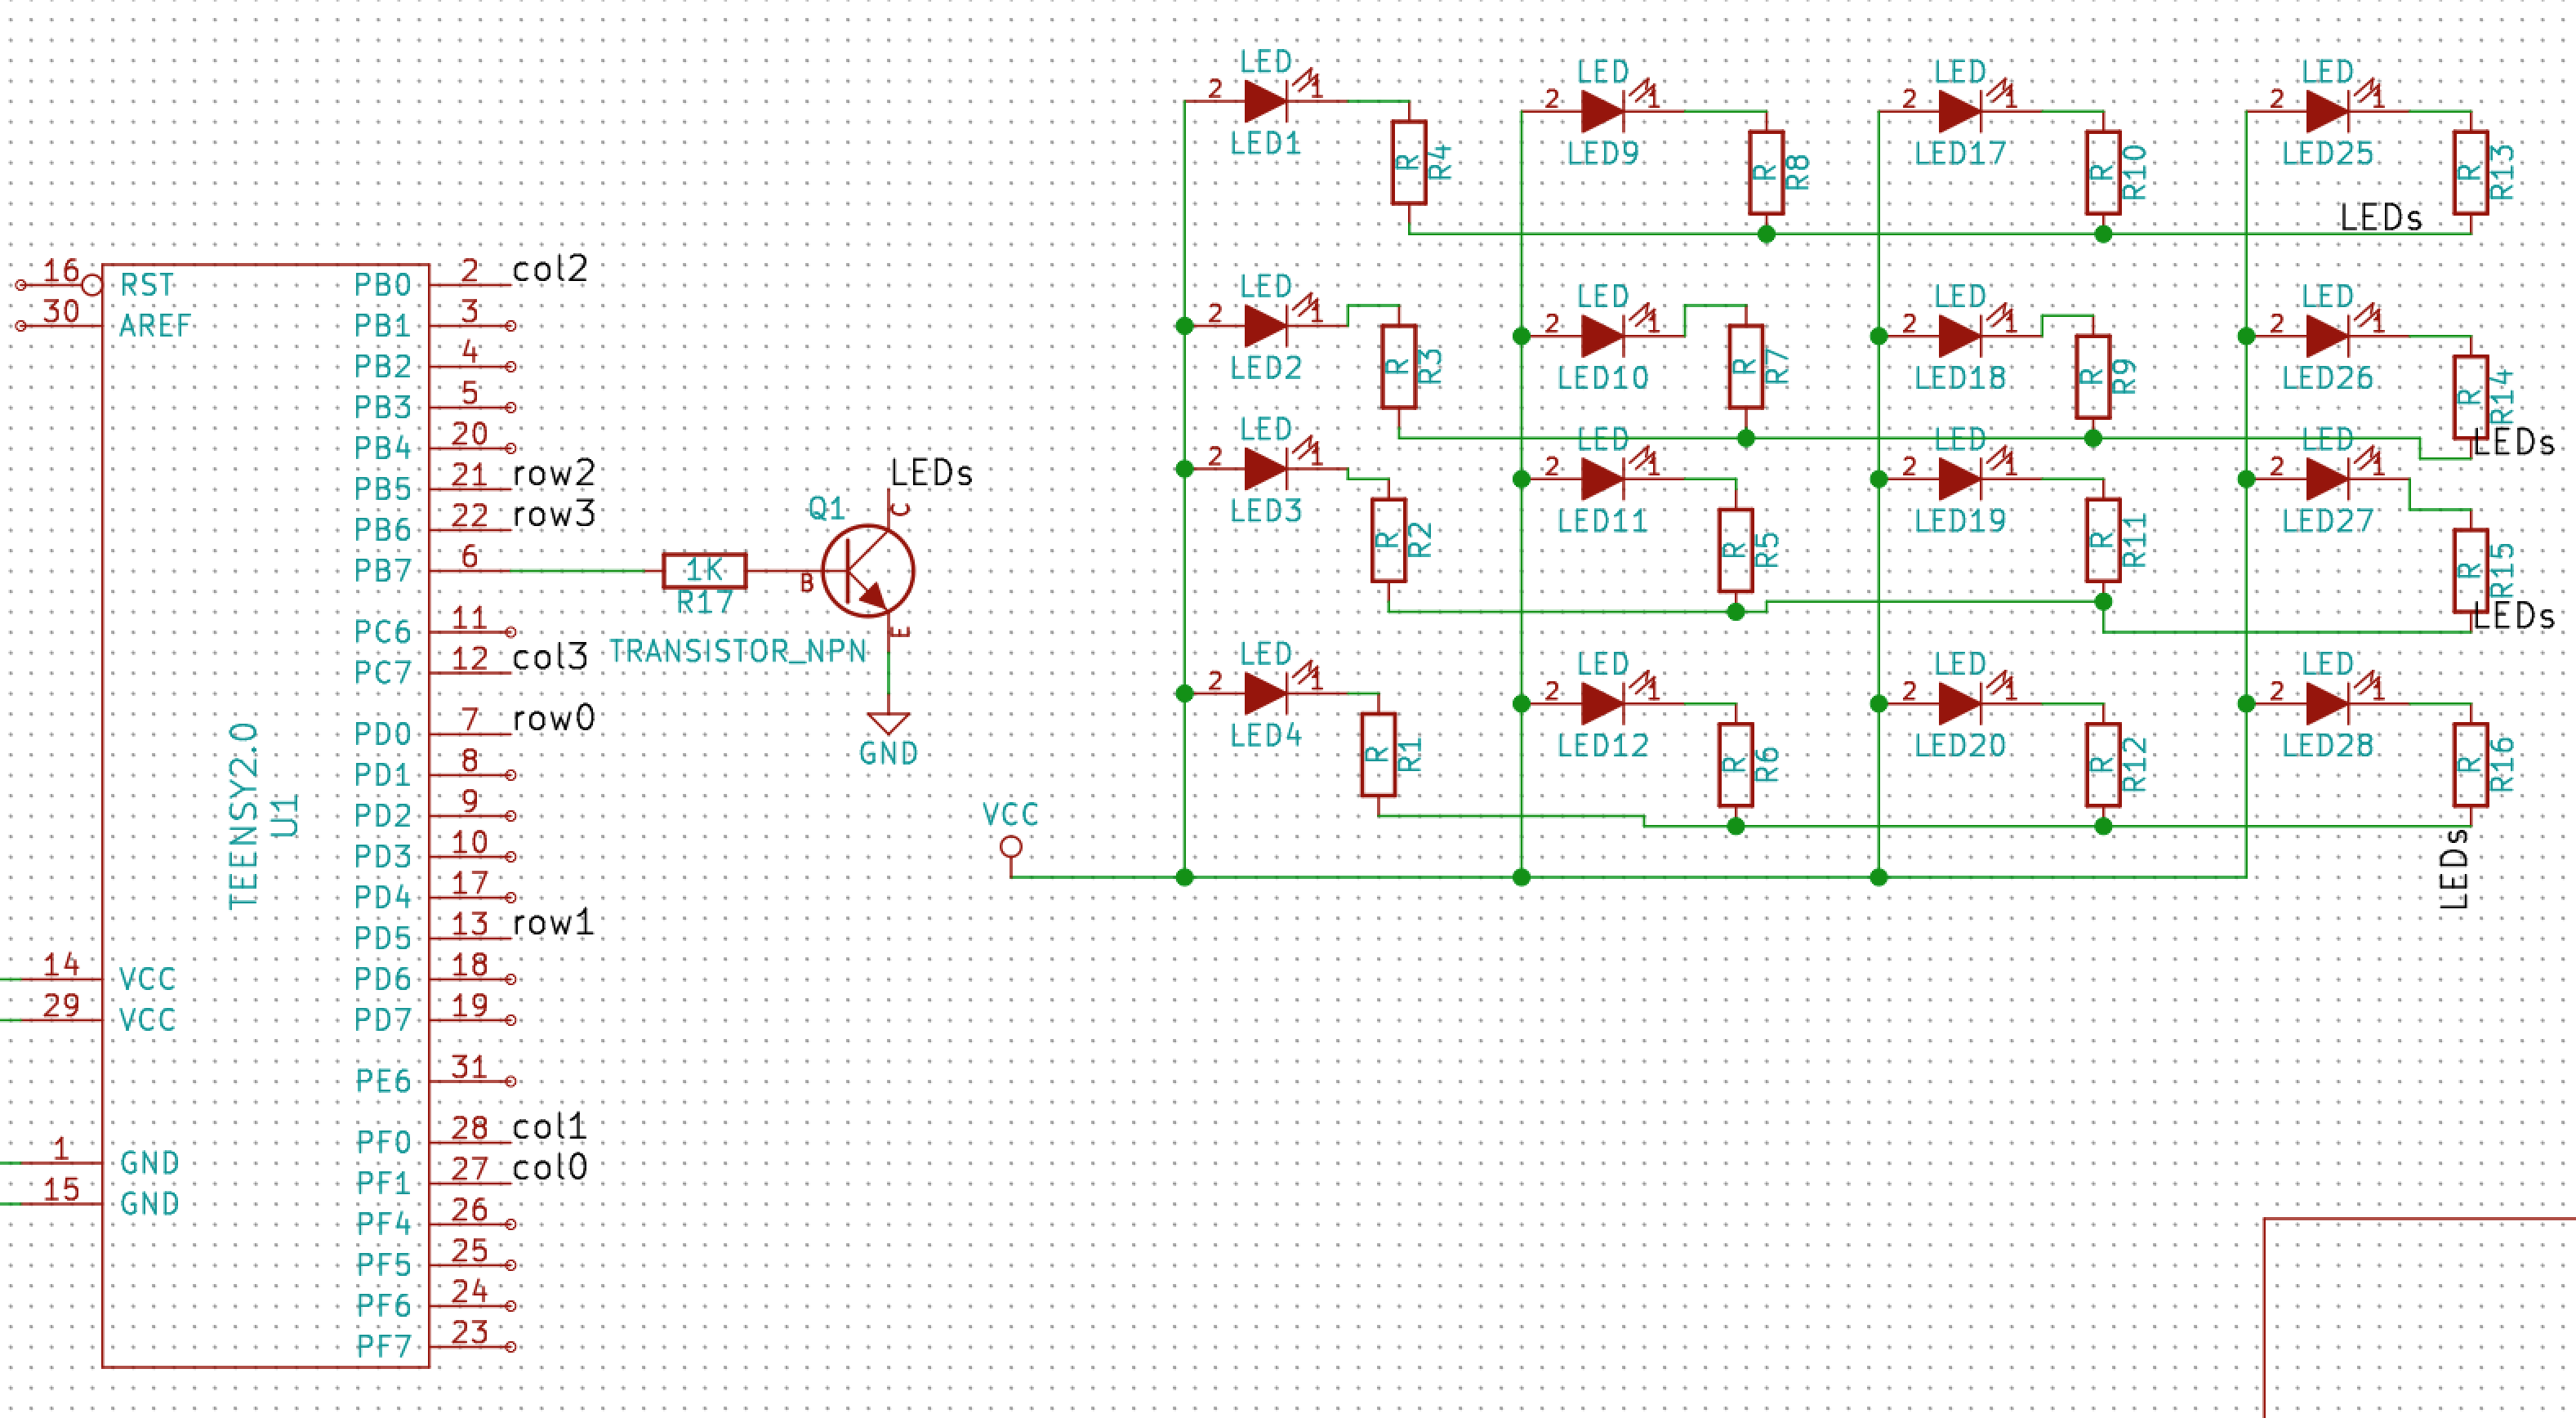 16 RST PB0 2 col2
30 AREF PB1 3
PB2 4
PB3 5
PB4 20
PB5 21 row2
PB6 22 row3
PB7 6
PC6 11
PC7 12 col3
PD0 7 row0
PD1 8
PD2 9
PD3 10
PD4 17
PD5 13 row1
14 VCC PD6 18
29 VCC PD7 19
PE6 31
PF0 28 col1
1 GND PF1 27 col0
15 GND PF4 26
PF5 25
PF6 24
PF7 23
TEENSY2.0
U1
1K
R17
Q1
LEDs
C
B
E
TRANSISTOR_NPN
GND
VCC
LED LED LED LED
2 1 2 1 2 1 2 1
LED1 LED9 LED17 LED25
R R4 R R8 R R10 R R13
LEDs
LED LED LED LED
2 1 2 1 2 1 2 1
LED2 LED10 LED18 LED26
R R3 R R7 R R9 R R14
LEDs
LED LED LED LED
2 1 2 1 2 1 2 1
LED3 LED11 LED19 LED27
R R2 R R5 R R11 R R15
LEDs
LED LED LED LED
2 1 2 1 2 1 2 1
LED4 LED12 LED20 LED28
R R1 R R6 R R12 R R16
LEDs